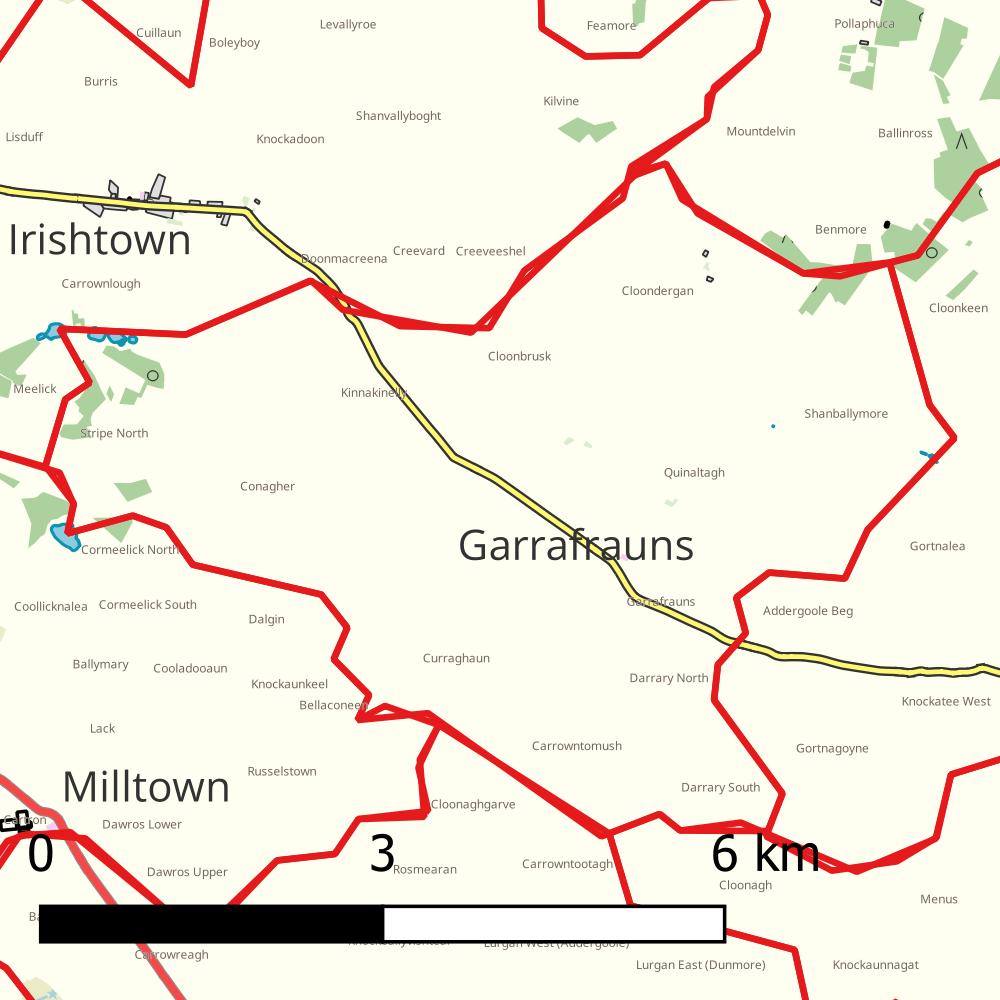 Cuillaun
Levallyroe
Feamore
Pollaphuca
Boleyboy
Burris
Kilvine
Shanvallyboght
Mountdelvin
Ballinross
Lisduff
Knockadoon
Irishtown
Benmore
Doonmacreena
Creevard
Creeveeshel
Carrownlough
Cloondergan
Cloonkeen
Cloonbrusk
Meelick
Kinnakinelly
Shanballymore
Stripe North
Quinaltagh
Conagher
Garrafrauns
Cormeelick North
Gortnalea
Coollicknalea
Cormeelick South
Garrafrauns
Addergoole Beg
Dalgin
Curraghaun
Ballymary
Cooladooaun
Darrary North
Knockaunkeel
Bellaconeen
Knockatee West
Lack
Carrowntomush
Gortnagoyne
Russelstown
Milltown
Darrary South
Cloonaghgarve
Cartron
Dawros Lower
0
3
6 km
Dawros Upper
Rosmearan
Carrowntootagh
Cloonagh
Menus
Ba
Lurgan West (Addergoole)
Carrowreagh
Lurgan East (Dunmore)
Knockaunnagat